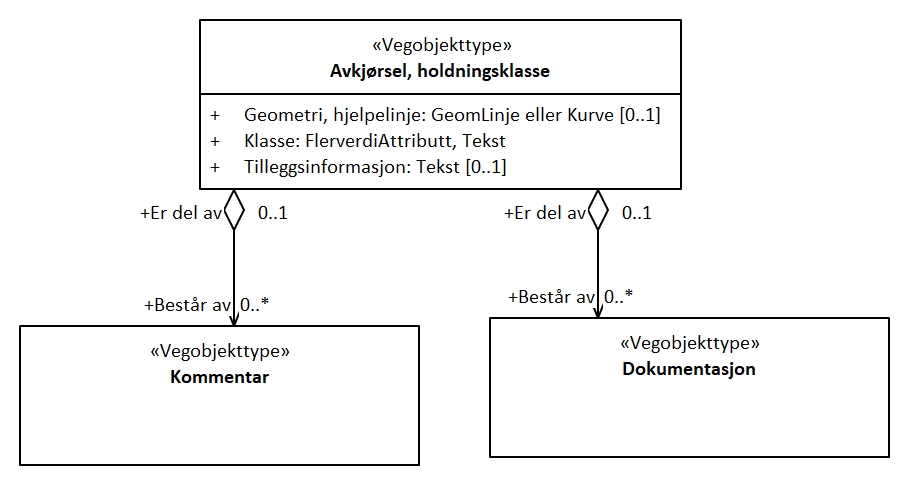 «Vegobjekttype»
Avkjørsel, holdningsklasse
+ Geometri, hjelpelinje: GeomLinje eller Kurve [0..1]
+ Klasse: FlerverdiAttributt, Tekst
+ Tilleggsinformasjon: Tekst [0..1]
+Er del av 0..1
+Er del av 0..1
+Består av 0..*
+Består av 0..*
«Vegobjekttype»
Kommentar
«Vegobjekttype»
Dokumentasjon